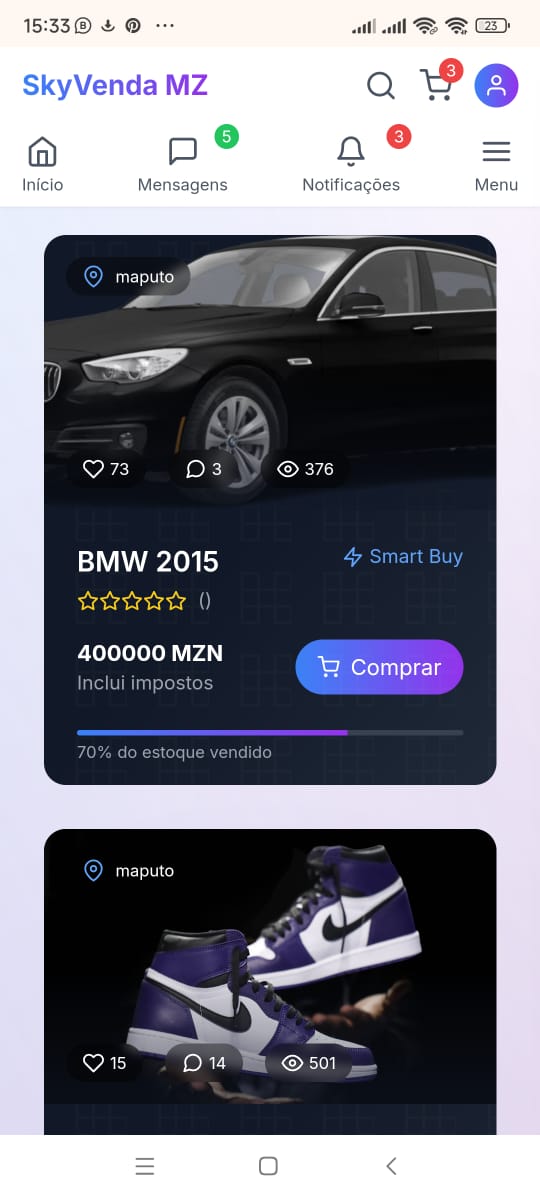 15:33
23
SkyVenda MZ
3
5
3
Início Mensagens Notificações Menu
maputo
73 3 376
BMW 2015
Smart Buy
()
400000 MZN
Inclui impostos
Comprar
70% do estoque vendido
maputo
15 14 501